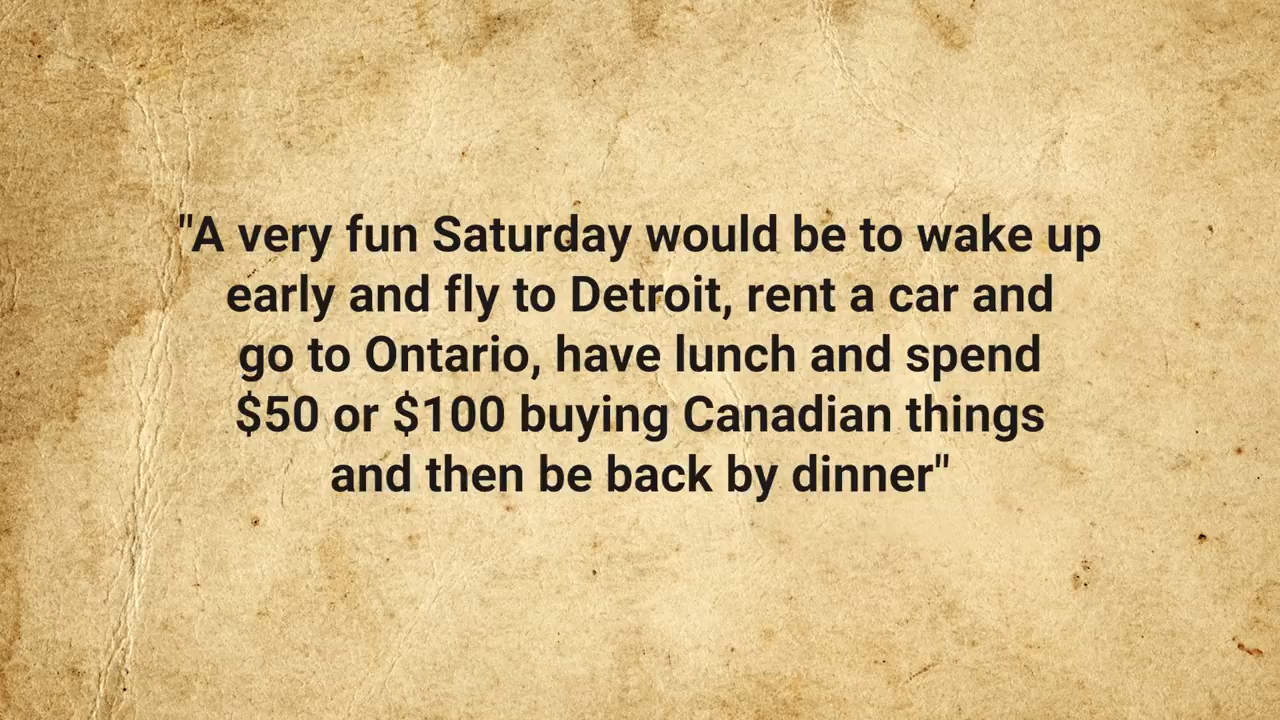 "A very fun Saturday would be to wake up
early and fly to Detroit, rent a car and
go to Ontario, have lunch and spend
$50 or $100 buying Canadian things
and then be back by dinner"